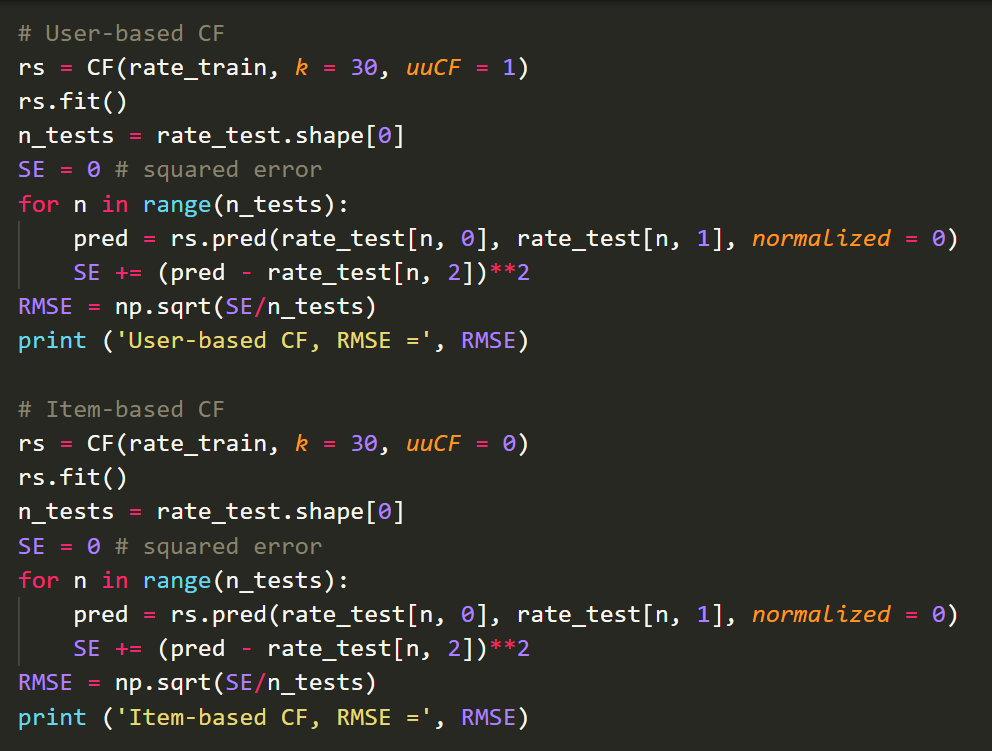 # User-based CF
rs = CF(rate_train, k = 30, uuCF = 1)
rs.fit()
n_tests = rate_test.shape[0]
SE = 0 # squared error
for n in range(n_tests):
    pred = rs.pred(rate_test[n, 0], rate_test[n, 1], normalized = 0)
    SE += (pred - rate_test[n, 2])**2
RMSE = np.sqrt(SE/n_tests)
print ('User-based CF, RMSE =', RMSE)

# Item-based CF
rs = CF(rate_train, k = 30, uuCF = 0)
rs.fit()
n_tests = rate_test.shape[0]
SE = 0 # squared error
for n in range(n_tests):
    pred = rs.pred(rate_test[n, 0], rate_test[n, 1], normalized = 0)
    SE += (pred - rate_test[n, 2])**2
RMSE = np.sqrt(SE/n_tests)
print ('Item-based CF, RMSE =', RMSE)